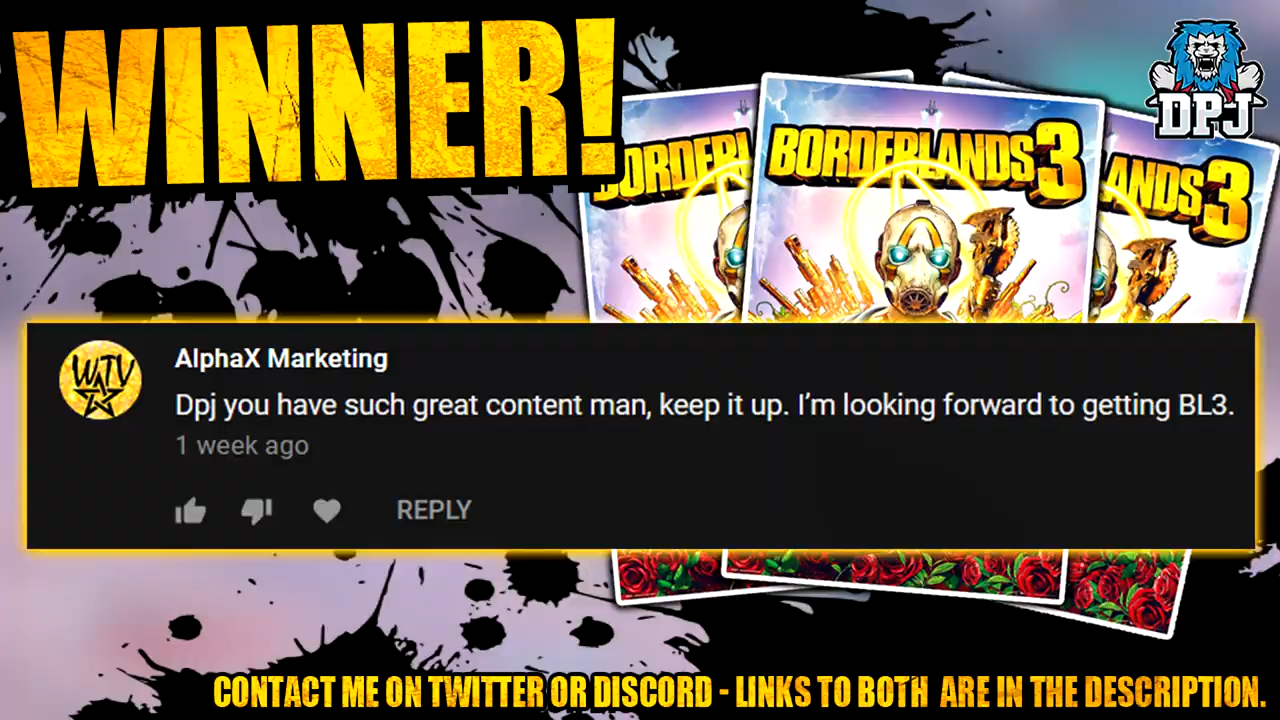 WINNER!
DPJ
BORDERLANDS 3
ORDERL
ANDS 3
WTV
AlphaX Marketing
Dpj you have such great content man, keep it up. I'm looking forward to getting BL3.
1 week ago
REPLY
CONTACT ME ON TWITTER OR DISCORD - LINKS TO BOTH ARE IN THE DESCRIPTION.